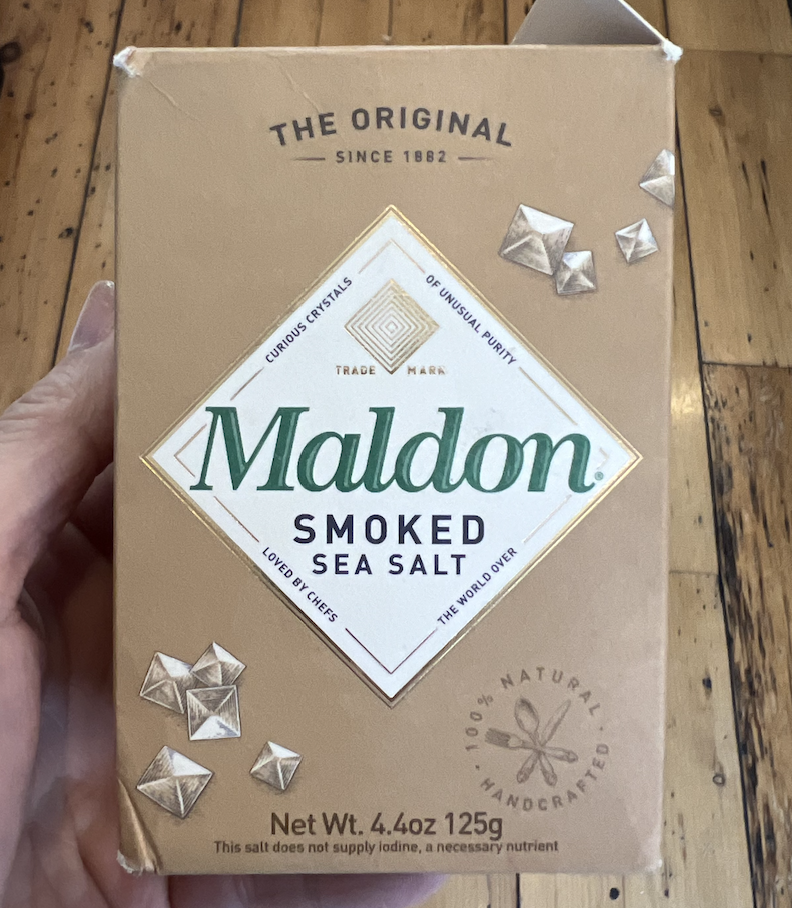 THE ORIGINAL
SINCE 1882
CURIOUS CRYSTALS
OF UNUSUAL PURITY
TRADE MARK
Maldon®
SMOKED
SEA SALT
LOVED BY CHEFS
THE WORLD OVER
· 100% NATURAL ·
HANDCRAFTED
Net Wt. 4.4oz 125g
This salt does not supply iodine, a necessary nutrient